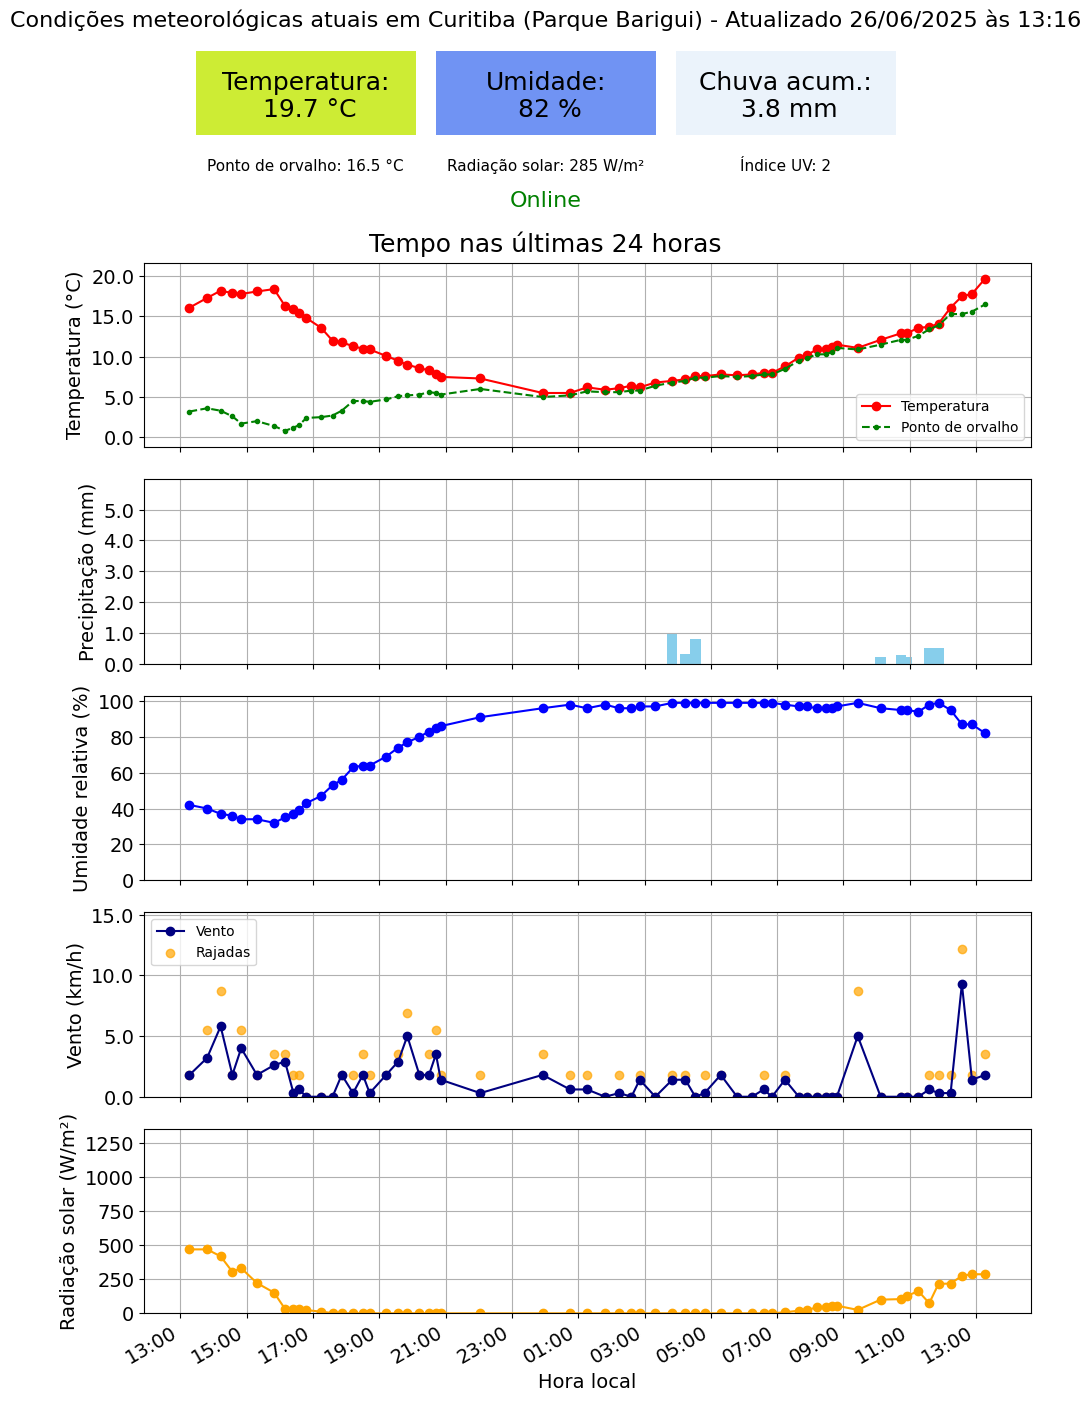 Condições meteorológicas atuais em Curitiba (Parque Barigui) - Atualizado 26/06/2025 às 13:16
Temperatura:
19.7 °C
Umidade:
82 %
Chuva acum.:
3.8 mm
Ponto de orvalho: 16.5 °C
Radiação solar: 285 W/m²
Índice UV: 2
Online
Tempo nas últimas 24 horas
Temperatura (°C)
20.0
15.0
10.0
5.0
0.0
Temperatura
Ponto de orvalho
Precipitação (mm)
5.0
4.0
3.0
2.0
1.0
0.0
Umidade relativa (%)
100
80
60
40
20
0
Vento (km/h)
15.0
10.0
5.0
0.0
Vento
Rajadas
Radiação solar (W/m²)
1250
1000
750
500
250
0
13:00
15:00
17:00
19:00
21:00
23:00
01:00
03:00
05:00
07:00
09:00
11:00
13:00
Hora local